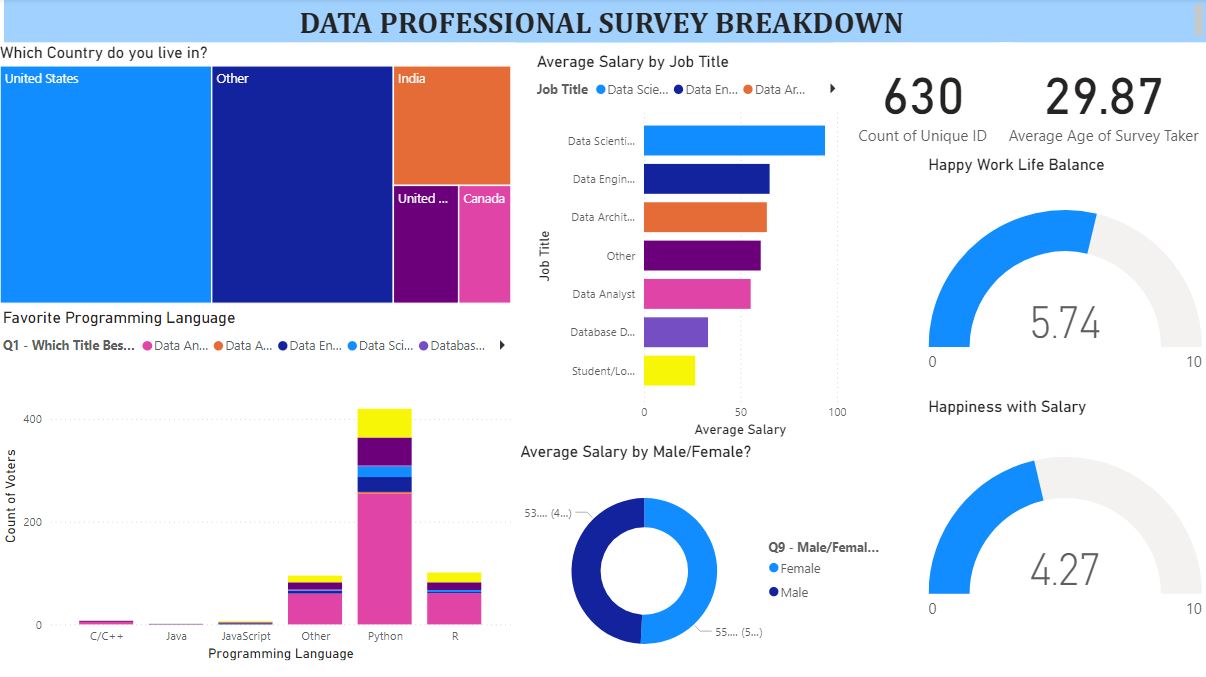 DATA PROFESSIONAL SURVEY BREAKDOWN
Which Country do you live in?
United States
Other
India
United ...
Canada
Average Salary by Job Title
Job Title Data Scie... Data En... Data Ar...
Data Scienti...
Data Engin...
Data Archit...
Other
Data Analyst
Database D...
Student/Lo...
Job Title
0 50 100
Average Salary
630
Count of Unique ID
29.87
Average Age of Survey Taker
Happy Work Life Balance
5.74
0 10
Happiness with Salary
4.27
0 10
Favorite Programming Language
Q1 - Which Title Bes... Data An... Data A... Data En... Data Sci... Databas...
400
200
0
Count of Voters
C/C++ Java JavaScript Other Python R
Programming Language
Average Salary by Male/Female?
53.... (4...)
55.... (5...)
Q9 - Male/Femal...
Female
Male